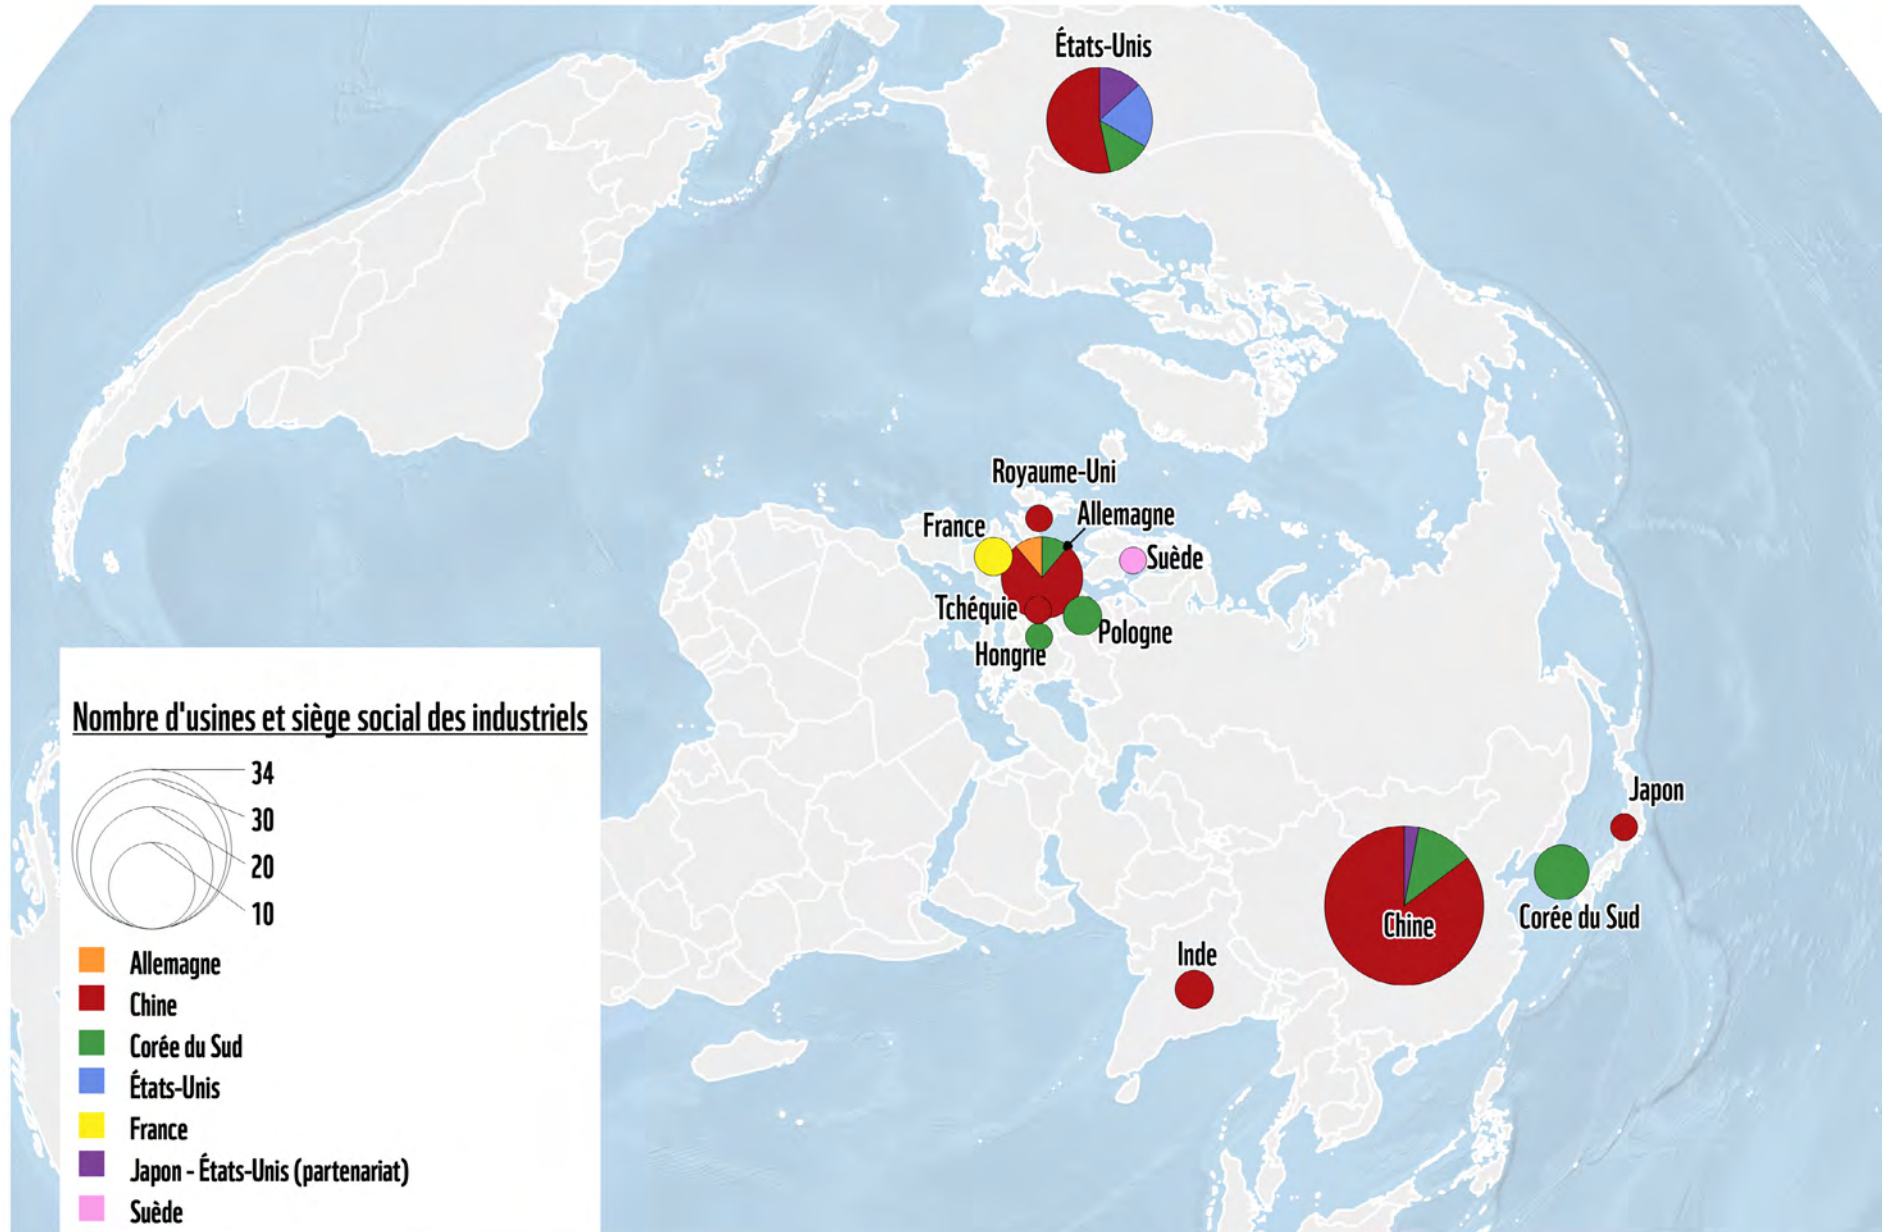 États-Unis
Royaume-Uni
Allemagne
France
Suède
Tchéquie
Pologne
Hongrie
Japon
Chine
Corée du Sud
Inde
Nombre d'usines et siège social des industriels
34
30
20
10
Allemagne
Chine
Corée du Sud
États-Unis
France
Japon - États-Unis (partenariat)
Suède